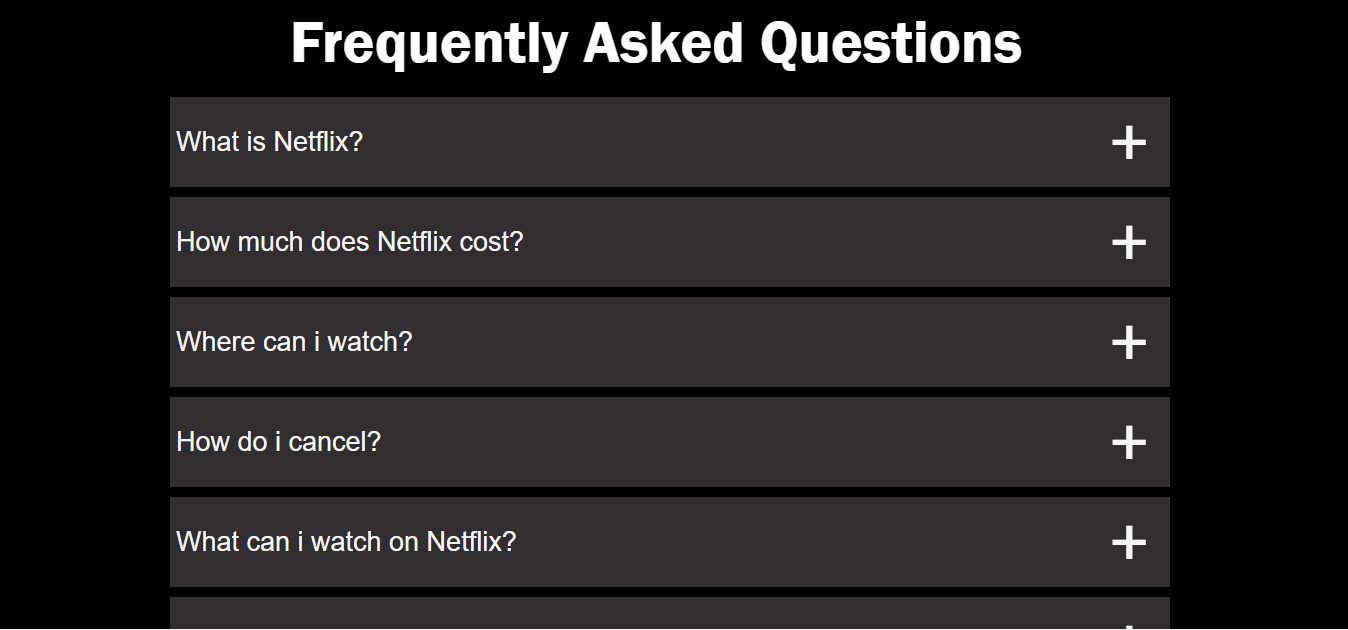 Frequently Asked Questions
What is Netflix?
How much does Netflix cost?
Where can i watch?
How do i cancel?
What can i watch on Netflix?